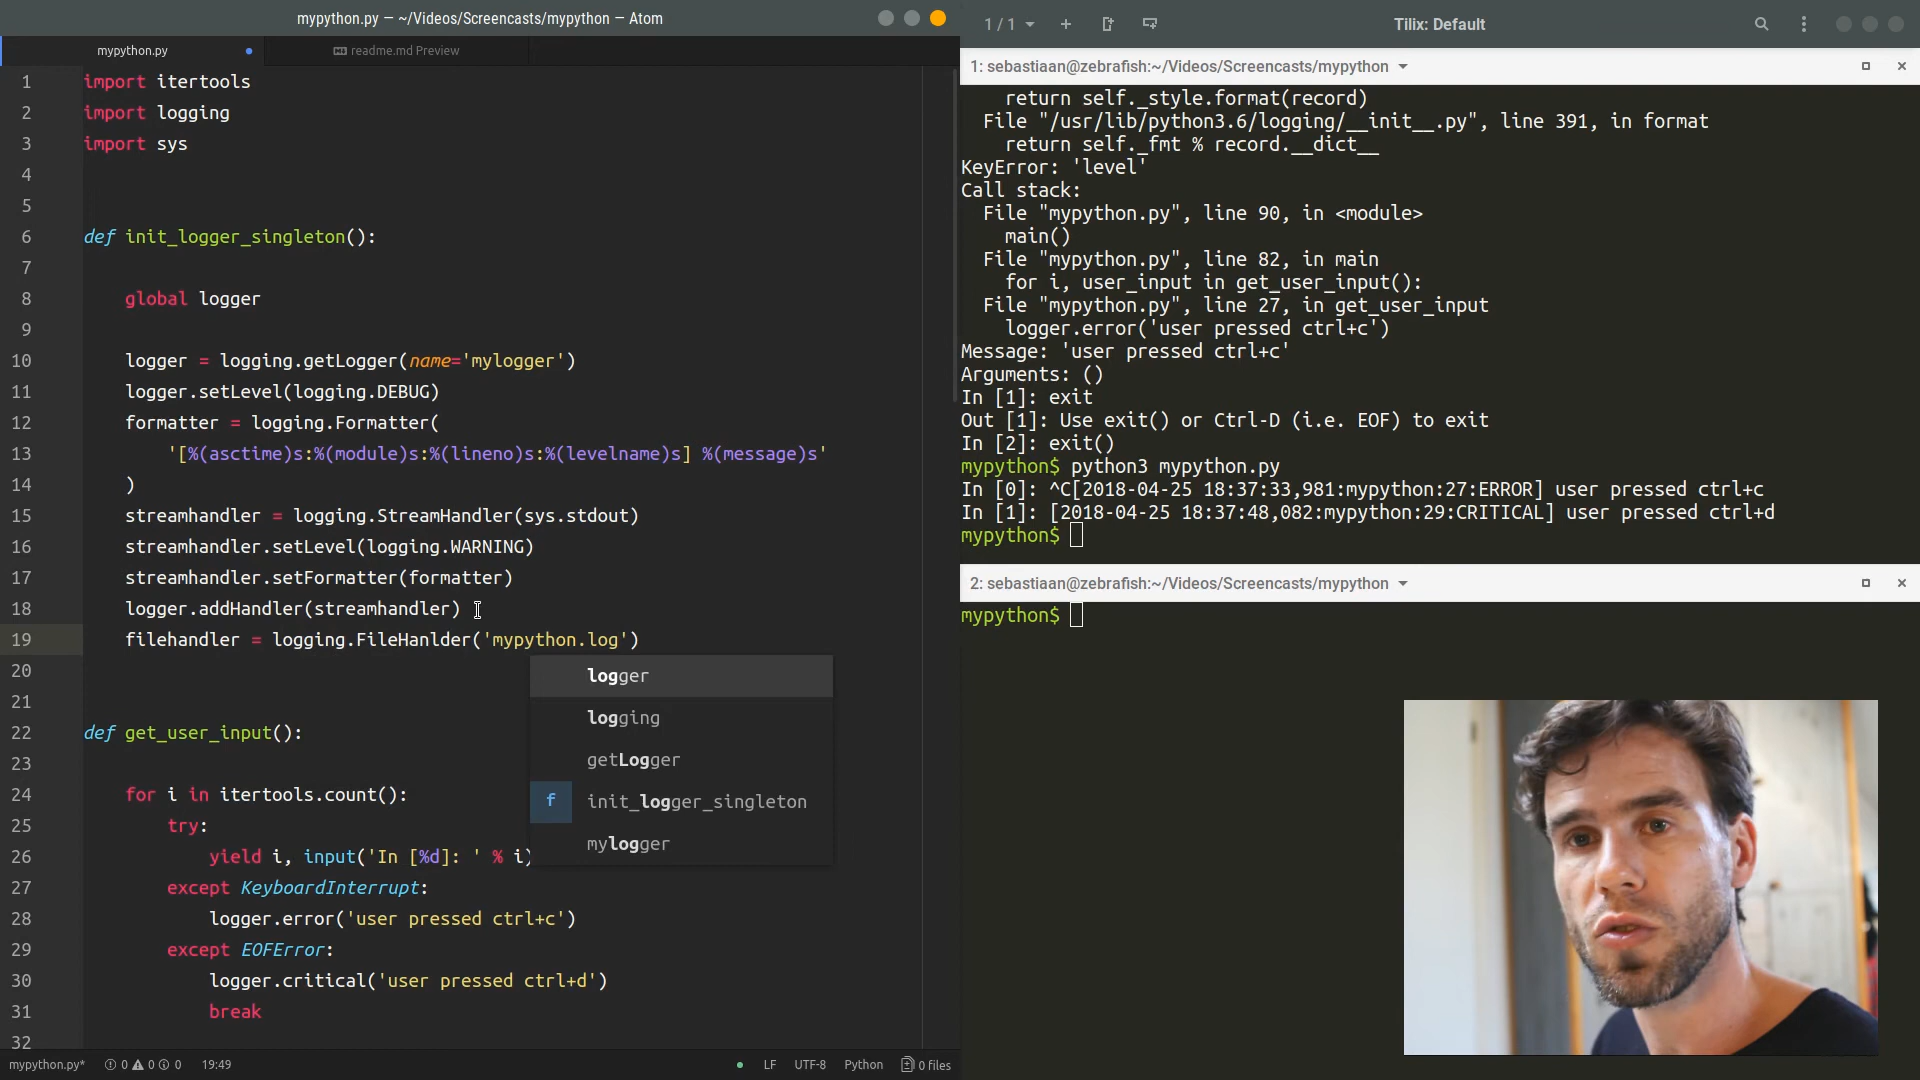 mypython.py — ~/Videos/Screencasts/mypython — Atom
mypython.py
readme.md Preview
1 import itertools
2 import logging
3 import sys
4
5
6 def init_logger_singleton():
7
8 global logger
9
10 logger = logging.getLogger(name='mylogger')
11 logger.setLevel(logging.DEBUG)
12 formatter = logging.Formatter(
13 '[%(asctime)s:%(module)s:%(lineno)s:%(levelname)s] %(message)s'
14 )
15 streamhandler = logging.StreamHandler(sys.stdout)
16 streamhandler.setLevel(logging.WARNING)
17 streamhandler.setFormatter(formatter)
18 logger.addHandler(streamhandler)
19 filehandler = logging.FileHanlder('mypython.log')
20
21
22 def get_user_input():
23
24 for i in itertools.count():
25 try:
26 yield i, input('In [%d]: ' % i)
27 except KeyboardInterrupt:
28 logger.error('user pressed ctrl+c')
29 except EOFError:
30 logger.critical('user pressed ctrl+d')
31 break
32
logger
logging
getLogger
f init_logger_singleton
mylogger
mypython.py* 0 0 0 19:49 LF UTF-8 Python 0 files
1 / 1 Tilix: Default
1: sebastiaan@zebrafish:~/Videos/Screencasts/mypython
return self._style.format(record)
File "/usr/lib/python3.6/logging/__init__.py", line 391, in format
return self._fmt % record.__dict__
KeyError: 'level'
Call stack:
File "mypython.py", line 90, in <module>
main()
File "mypython.py", line 82, in main
for i, user_input in get_user_input():
File "mypython.py", line 27, in get_user_input
logger.error('user pressed ctrl+c')
Message: 'user pressed ctrl+c'
Arguments: ()
In [1]: exit
Out [1]: Use exit() or Ctrl-D (i.e. EOF) to exit
In [2]: exit()
mypython$ python3 mypython.py
In [0]: ^C[2018-04-25 18:37:33,981:mypython:27:ERROR] user pressed ctrl+c
In [1]: [2018-04-25 18:37:48,082:mypython:29:CRITICAL] user pressed ctrl+d
mypython$
2: sebastiaan@zebrafish:~/Videos/Screencasts/mypython
mypython$